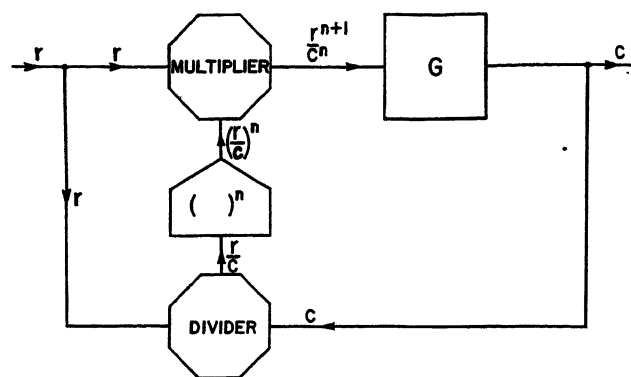 r r MULTIPLIER r^{n+1}/c^n G c
(r/c)^n
r ( )^n
r/c
DIVIDER c